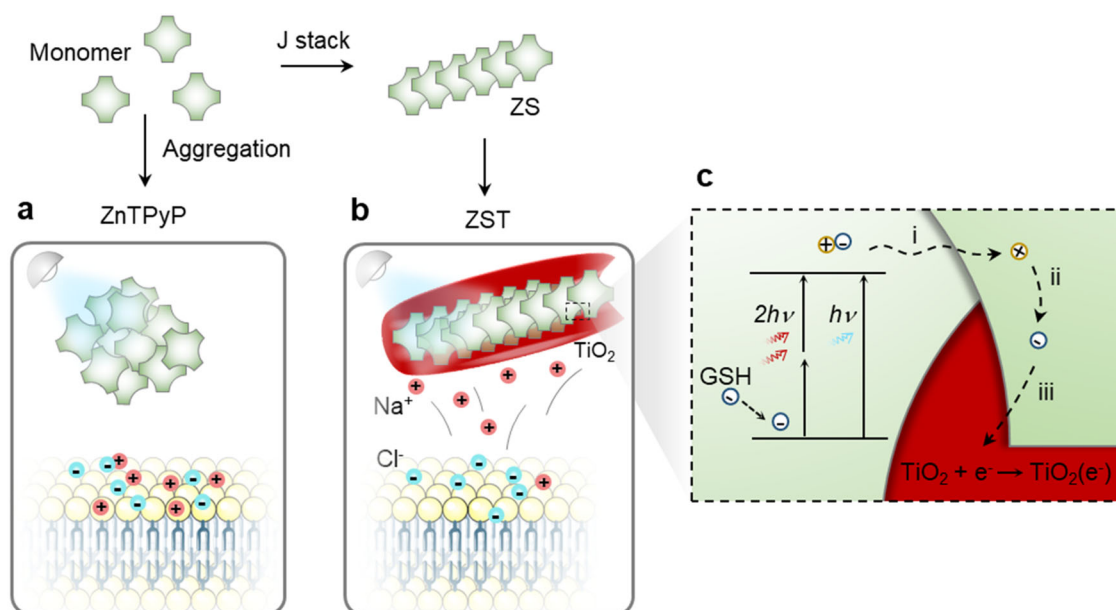 Monomer
J stack
ZS
Aggregation
a
ZnTPyP
b
ZST
TiO₂
Na⁺
Cl⁻
c
i
ii
2hν
hν
GSH
iii
TiO₂ + e⁻ → TiO₂(e⁻)